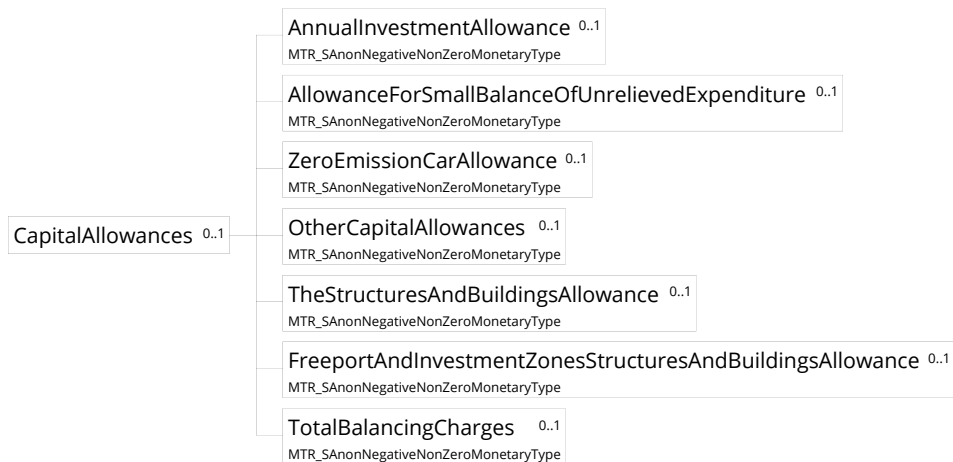 AnnualInvestmentAllowance 0..1
MTR_SAnonNegativeNonZeroMonetaryType
AllowanceForSmallBalanceOfUnrelievedExpenditure 0..1
MTR_SAnonNegativeNonZeroMonetaryType
ZeroEmissionCarAllowance 0..1
MTR_SAnonNegativeNonZeroMonetaryType
CapitalAllowances 0..1
OtherCapitalAllowances 0..1
MTR_SAnonNegativeNonZeroMonetaryType
TheStructuresAndBuildingsAllowance 0..1
MTR_SAnonNegativeNonZeroMonetaryType
FreeportAndInvestmentZonesStructuresAndBuildingsAllowance 0..1
MTR_SAnonNegativeNonZeroMonetaryType
TotalBalancingCharges 0..1
MTR_SAnonNegativeNonZeroMonetaryType